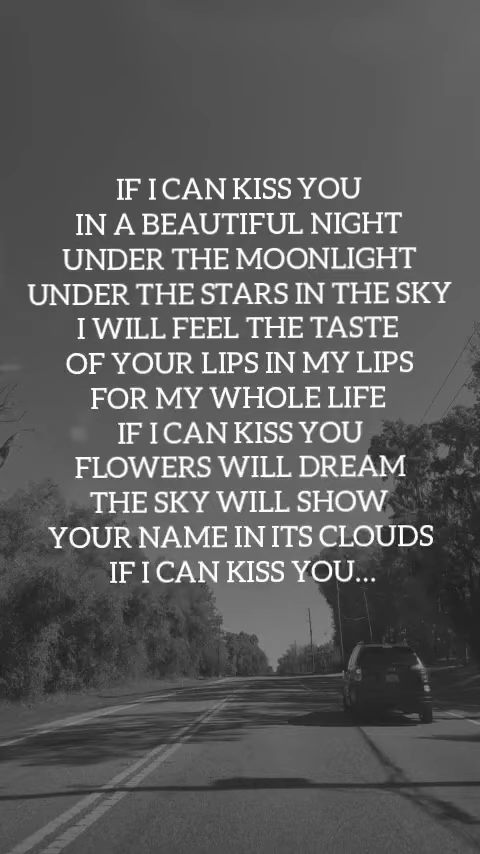 IF I CAN KISS YOU
IN A BEAUTIFUL NIGHT
UNDER THE MOONLIGHT
UNDER THE STARS IN THE SKY
I WILL FEEL THE TASTE
OF YOUR LIPS IN MY LIPS
FOR MY WHOLE LIFE
IF I CAN KISS YOU
FLOWERS WILL DREAM
THE SKY WILL SHOW
YOUR NAME IN ITS CLOUDS
IF I CAN KISS YOU...